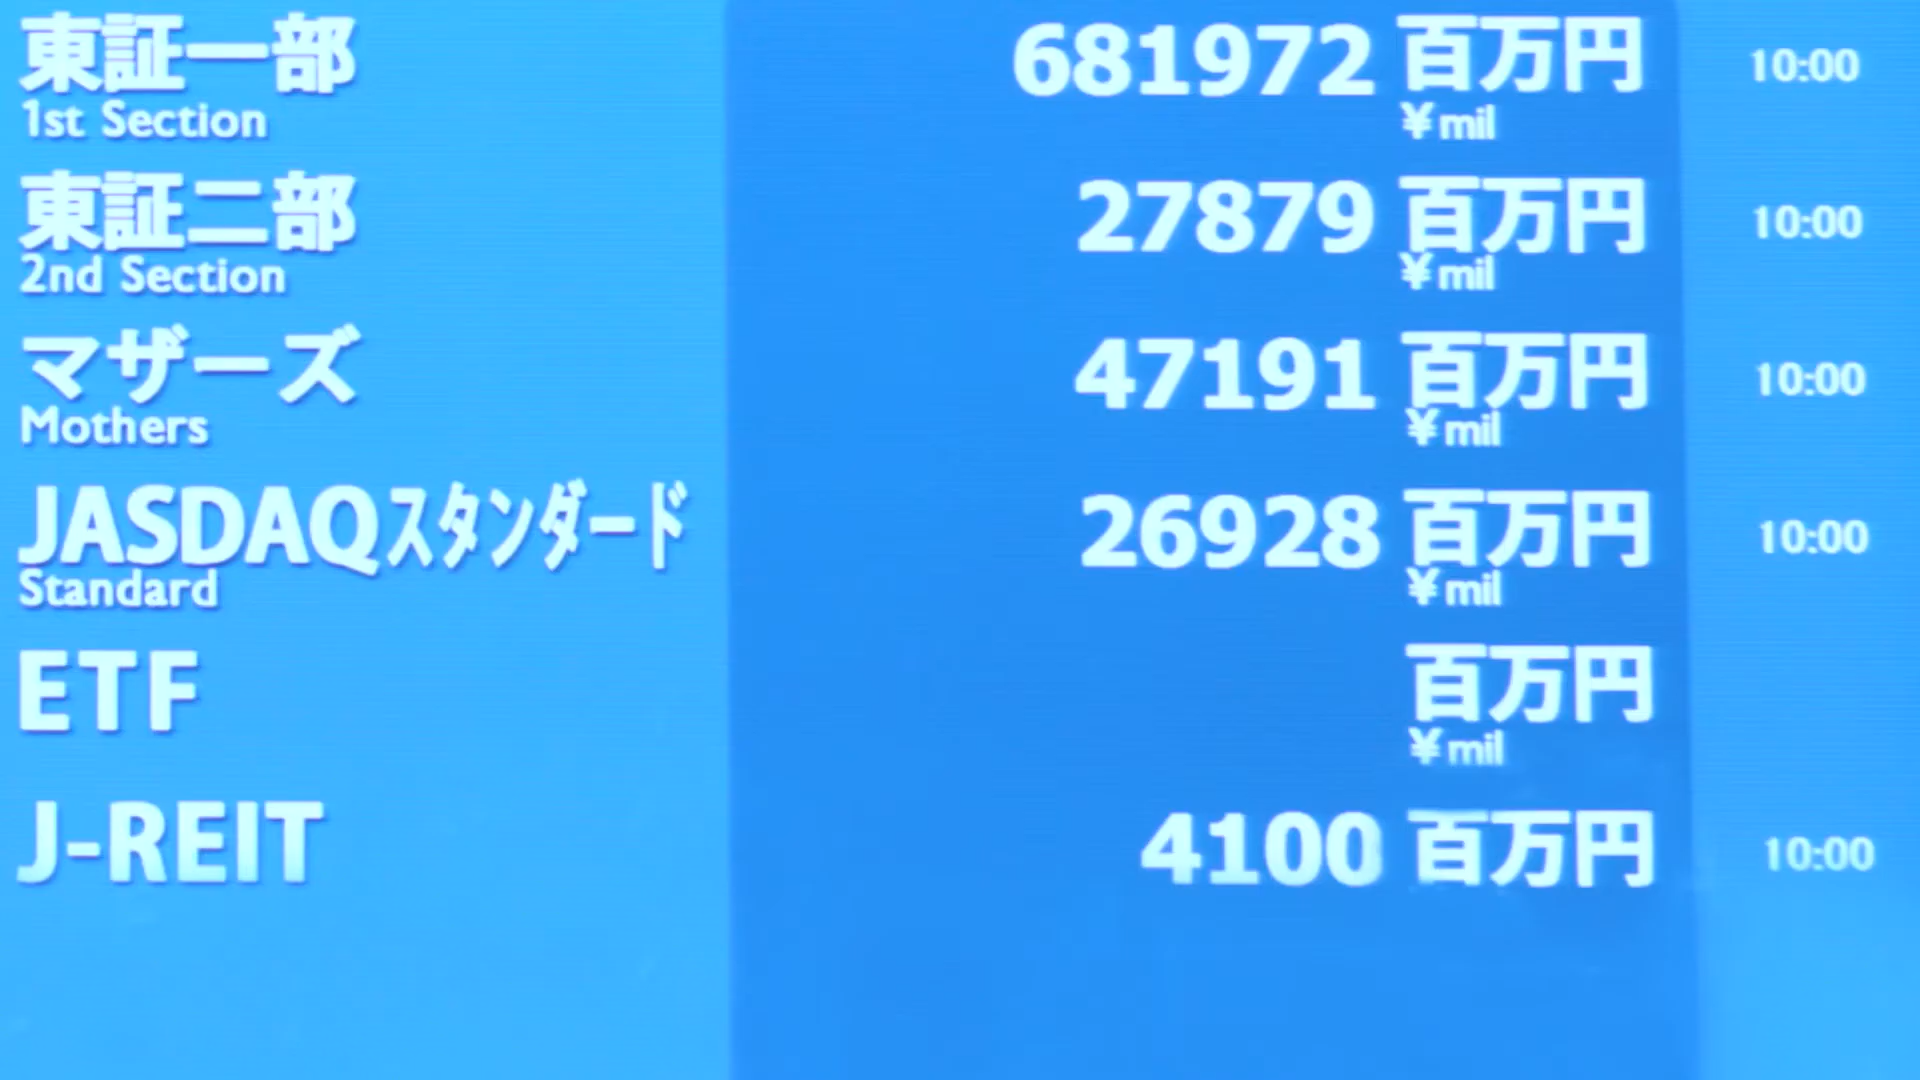 東証一部 681972 百万円 10:00
1st Section ¥mil
東証二部 27879 百万円 10:00
2nd Section ¥mil
マザーズ 47191 百万円 10:00
Mothers ¥mil
JASDAQスタンダード 26928 百万円 10:00
Standard ¥mil
ETF 百万円
¥mil
J-REIT 4100 百万円 10:00